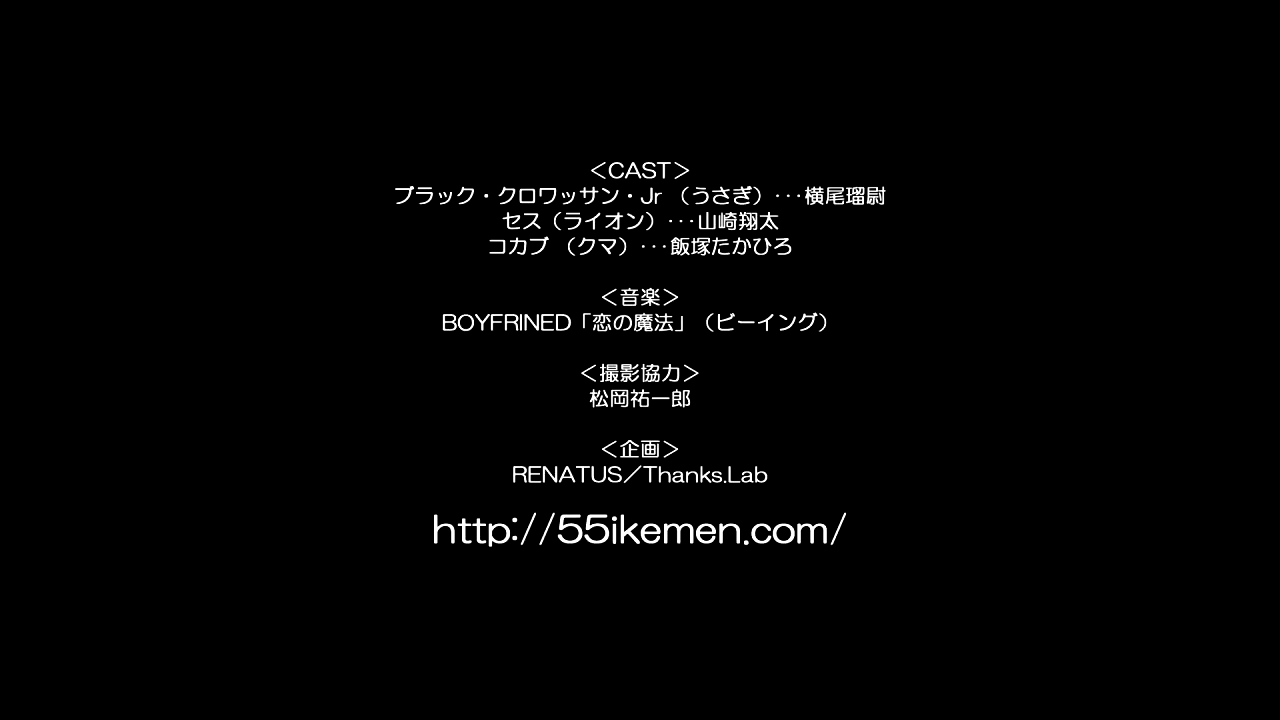 ＜CAST＞
ブラック・クロワッサン・Jr （うさぎ）･･･横尾瑠尉
セス（ライオン）･･･山崎翔太
コカブ （クマ）･･･飯塚たかひろ
＜音楽＞
BOYFRINED「恋の魔法」（ビーイング）
＜撮影協力＞
松岡祐一郎
＜企画＞
RENATUS／Thanks.Lab
http://55ikemen.com/